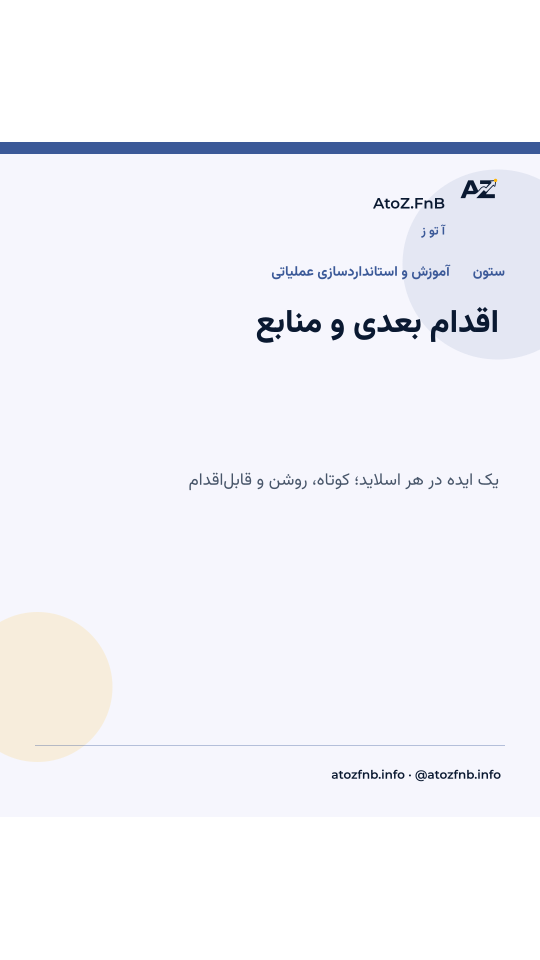 AZ
AtoZ.FnB
آ تو ز
ستون آموزش و استانداردسازی عملیاتی
اقدام بعدی و منابع
یک ایده در هر اسلاید؛ کوتاه، روشن و قابل‌اقدام
atozfnb.info · @atozfnb.info